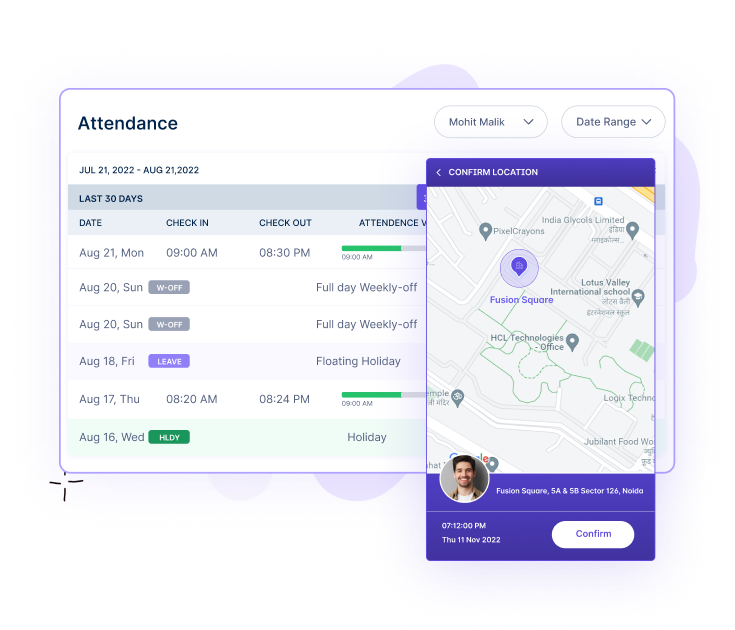 Attendance
Mohit Malik
Date Range
JUL 21, 2022 - AUG 21,2022
LAST 30 DAYS
DATE CHECK IN CHECK OUT ATTENDENCE V
Aug 21, Mon 09:00 AM 08:30 PM
09:00 AM
Aug 20, Sun W-OFF Full day Weekly-off
Aug 20, Sun W-OFF Full day Weekly-off
Aug 18, Fri LEAVE Floating Holiday
Aug 17, Thu 08:20 AM 08:24 PM
09:00 AM
Aug 16, Wed HLDY Holiday
CONFIRM LOCATION
India Glycols Limited
इंडिया
PixelCrayons
Fusion Square
Lotus Valley
International school
लोटस वैली
इंटरनेशनल स्कूल
HCL Technologies
- Office
emple
मंदिर
Logix Techno
Jubilant Food Wo
Google
hat
Fusion Square, 5A & 5B Sector 126, Noida
07:12:00 PM
Thu 11 Nov 2022
Confirm